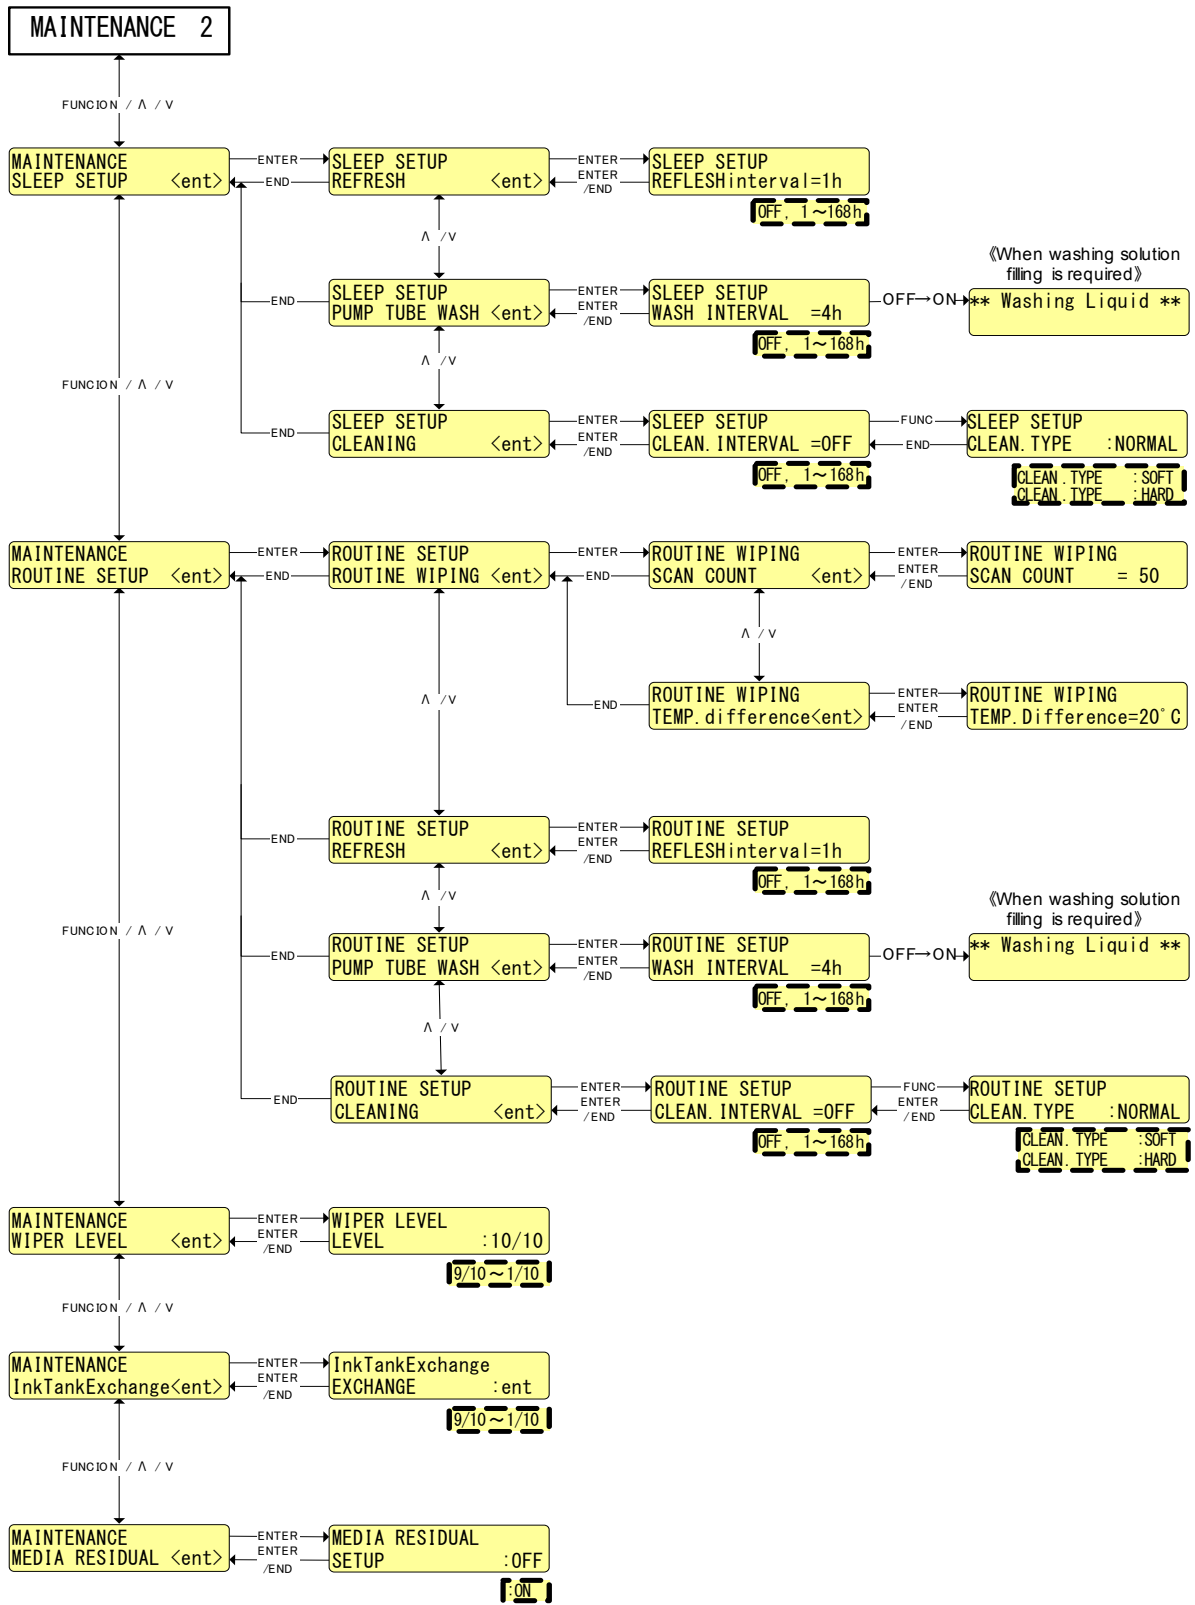 MAINTENANCE 2
FUNCION / Λ / V
MAINTENANCE
SLEEP SETUP <ent>
ENTER
END
SLEEP SETUP
REFRESH <ent>
ENTER
ENTER
/END
SLEEP SETUP
REFLESHinterval=1h
OFF, 1～168h
Λ / V
《When washing solution
filling is required》
END
SLEEP SETUP
PUMP TUBE WASH <ent>
ENTER
ENTER
/END
SLEEP SETUP
WASH INTERVAL =4h
OFF→ON
** Washing Liquid **
OFF, 1～168h
Λ / V
FUNCION / Λ / V
END
SLEEP SETUP
CLEANING <ent>
ENTER
ENTER
/END
SLEEP SETUP
CLEAN.INTERVAL =OFF
FUNC
END
SLEEP SETUP
CLEAN.TYPE :NORMAL
OFF, 1～168h
CLEAN.TYPE :SOFT
CLEAN.TYPE :HARD
MAINTENANCE
ROUTINE SETUP <ent>
ENTER
END
ROUTINE SETUP
ROUTINE WIPING <ent>
ENTER
END
ROUTINE WIPING
SCAN COUNT <ent>
ENTER
ENTER
/END
ROUTINE WIPING
SCAN COUNT = 50
Λ / V
Λ / V
END
ROUTINE WIPING
TEMP.difference<ent>
ENTER
ENTER
/END
ROUTINE WIPING
TEMP.Difference=20°C
END
ROUTINE SETUP
REFRESH <ent>
ENTER
ENTER
/END
ROUTINE SETUP
REFLESHinterval=1h
OFF, 1～168h
Λ / V
《When washing solution
filling is required》
FUNCION / Λ / V
END
ROUTINE SETUP
PUMP TUBE WASH <ent>
ENTER
ENTER
/END
ROUTINE SETUP
WASH INTERVAL =4h
OFF→ON
** Washing Liquid **
OFF, 1～168h
Λ / V
END
ROUTINE SETUP
CLEANING <ent>
ENTER
ENTER
/END
ROUTINE SETUP
CLEAN.INTERVAL =OFF
FUNC
ENTER
/END
ROUTINE SETUP
CLEAN.TYPE :NORMAL
OFF, 1～168h
CLEAN.TYPE :SOFT
CLEAN.TYPE :HARD
MAINTENANCE
WIPER LEVEL <ent>
ENTER
ENTER
/END
WIPER LEVEL
LEVEL :10/10
9/10～1/10
FUNCION / Λ / V
MAINTENANCE
InkTankExchange<ent>
ENTER
ENTER
/END
InkTankExchange
EXCHANGE :ent
9/10～1/10
FUNCION / Λ / V
MAINTENANCE
MEDIA RESIDUAL <ent>
ENTER
ENTER
/END
MEDIA RESIDUAL
SETUP :OFF
:ON